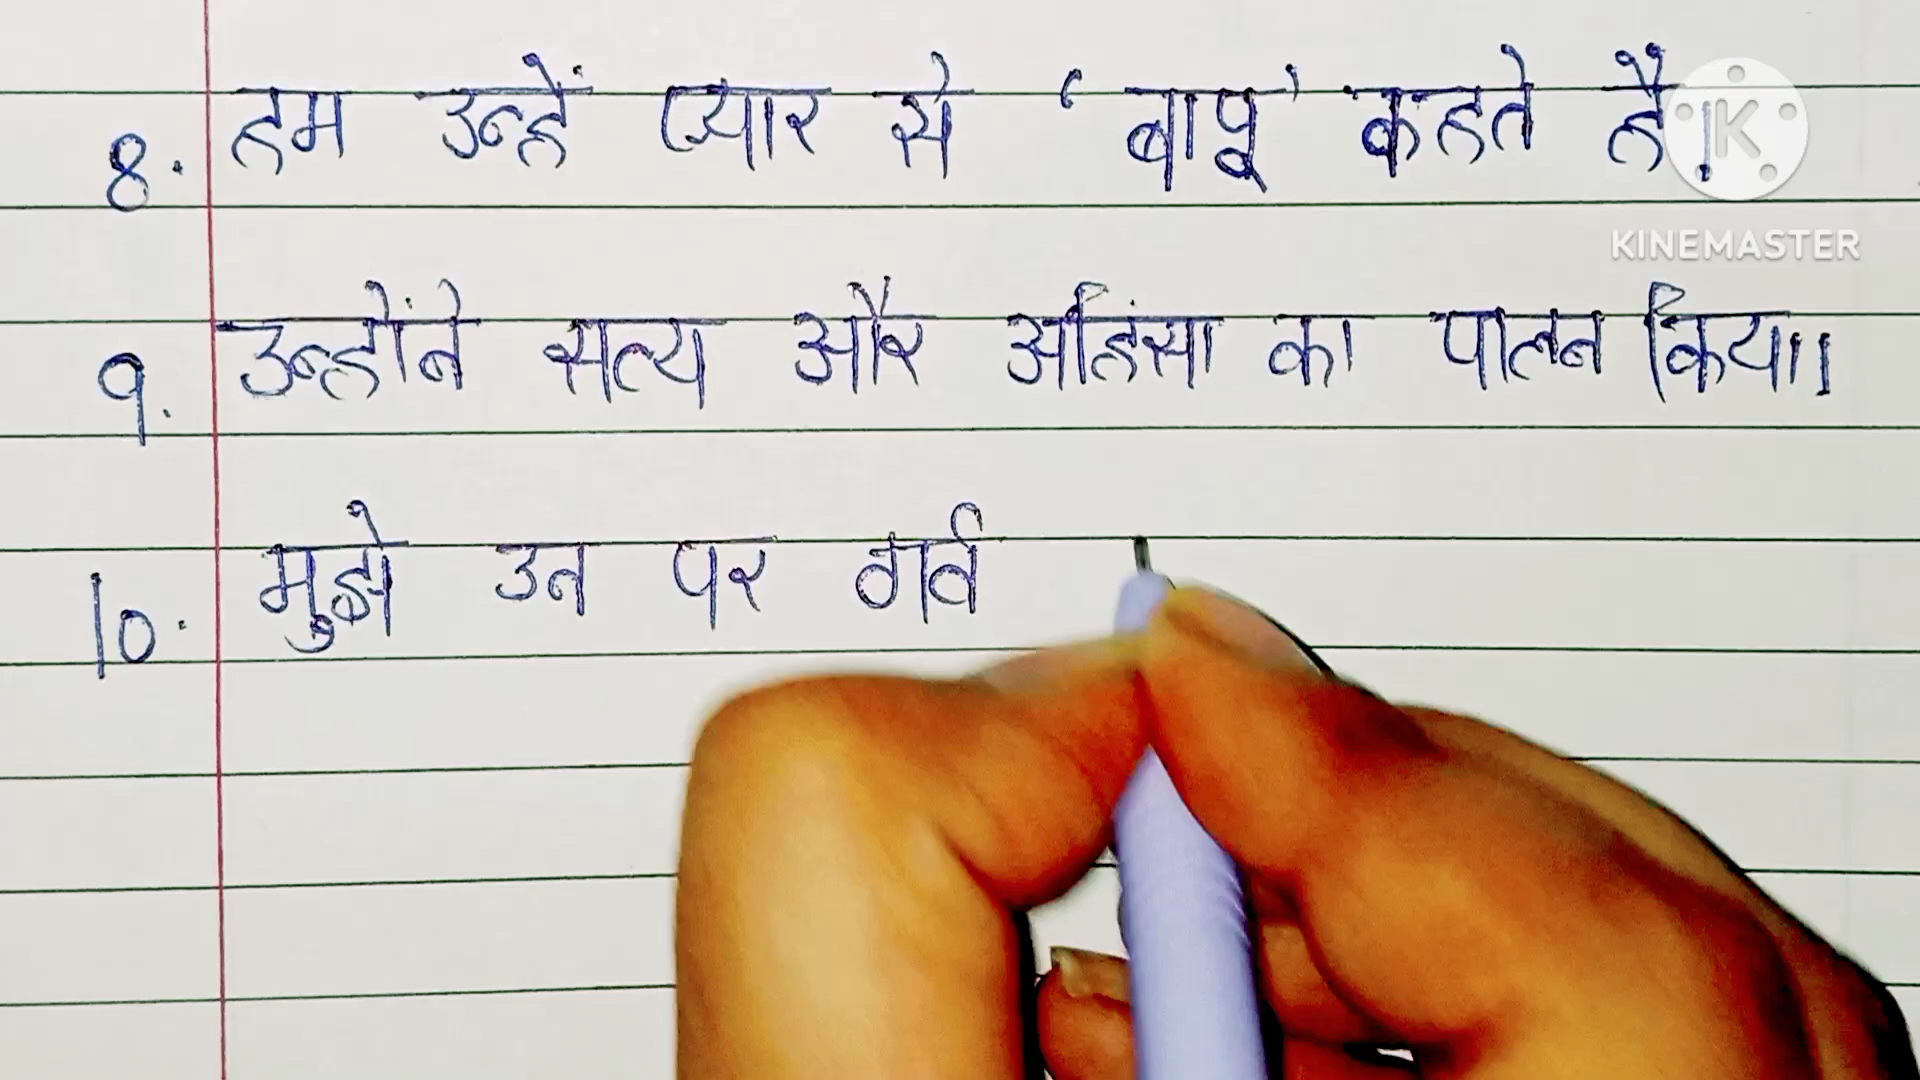 8. हम उन्हें प्यार से ‘बापू’ कहते है।
KINEMASTER
9. उन्होंने सत्य और अहिंसा का पालन किया।
10. मुझे उन पर गर्व